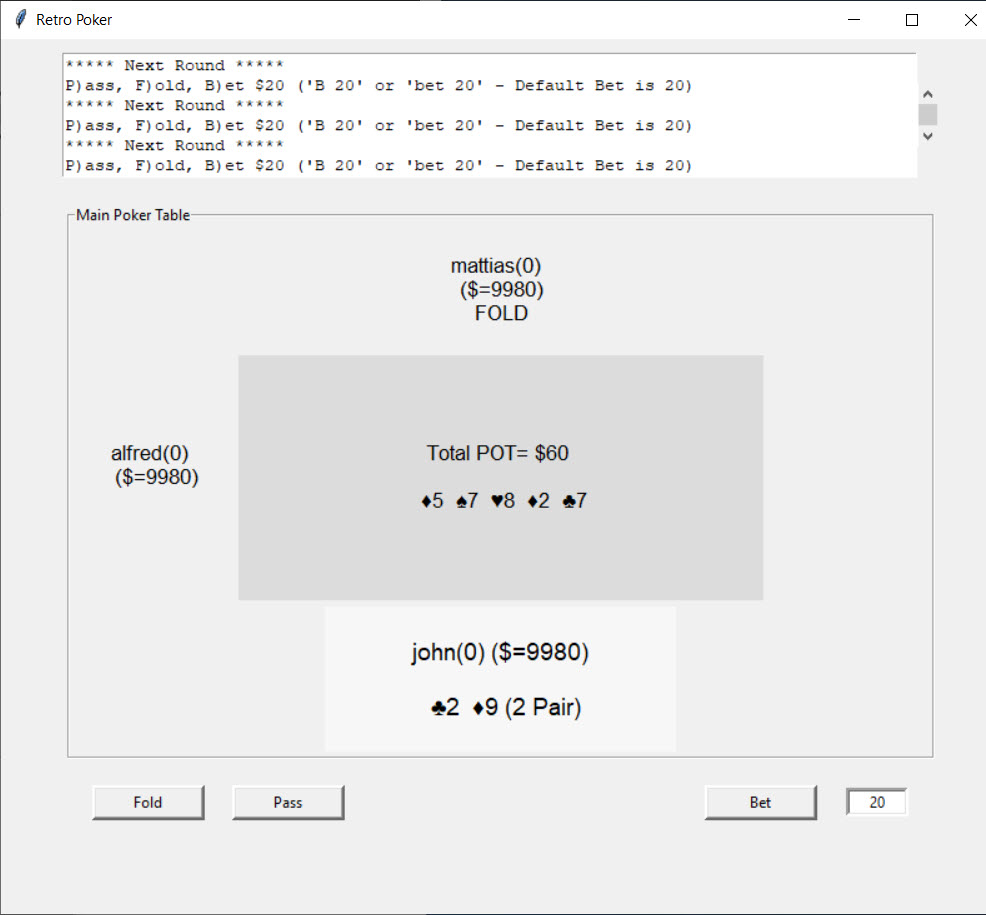 Retro Poker
***** Next Round *****
P)ass, F)old, B)et $20 ('B 20' or 'bet 20' - Default Bet is 20)
***** Next Round *****
P)ass, F)old, B)et $20 ('B 20' or 'bet 20' - Default Bet is 20)
***** Next Round *****
P)ass, F)old, B)et $20 ('B 20' or 'bet 20' - Default Bet is 20)
Main Poker Table
mattias(0)
($=9980)
FOLD
alfred(0)
($=9980)
Total POT= $60
♦5 ♠7 ♥8 ♦2 ♣7
john(0) ($=9980)
♣2 ♦9 (2 Pair)
Fold Pass Bet 20